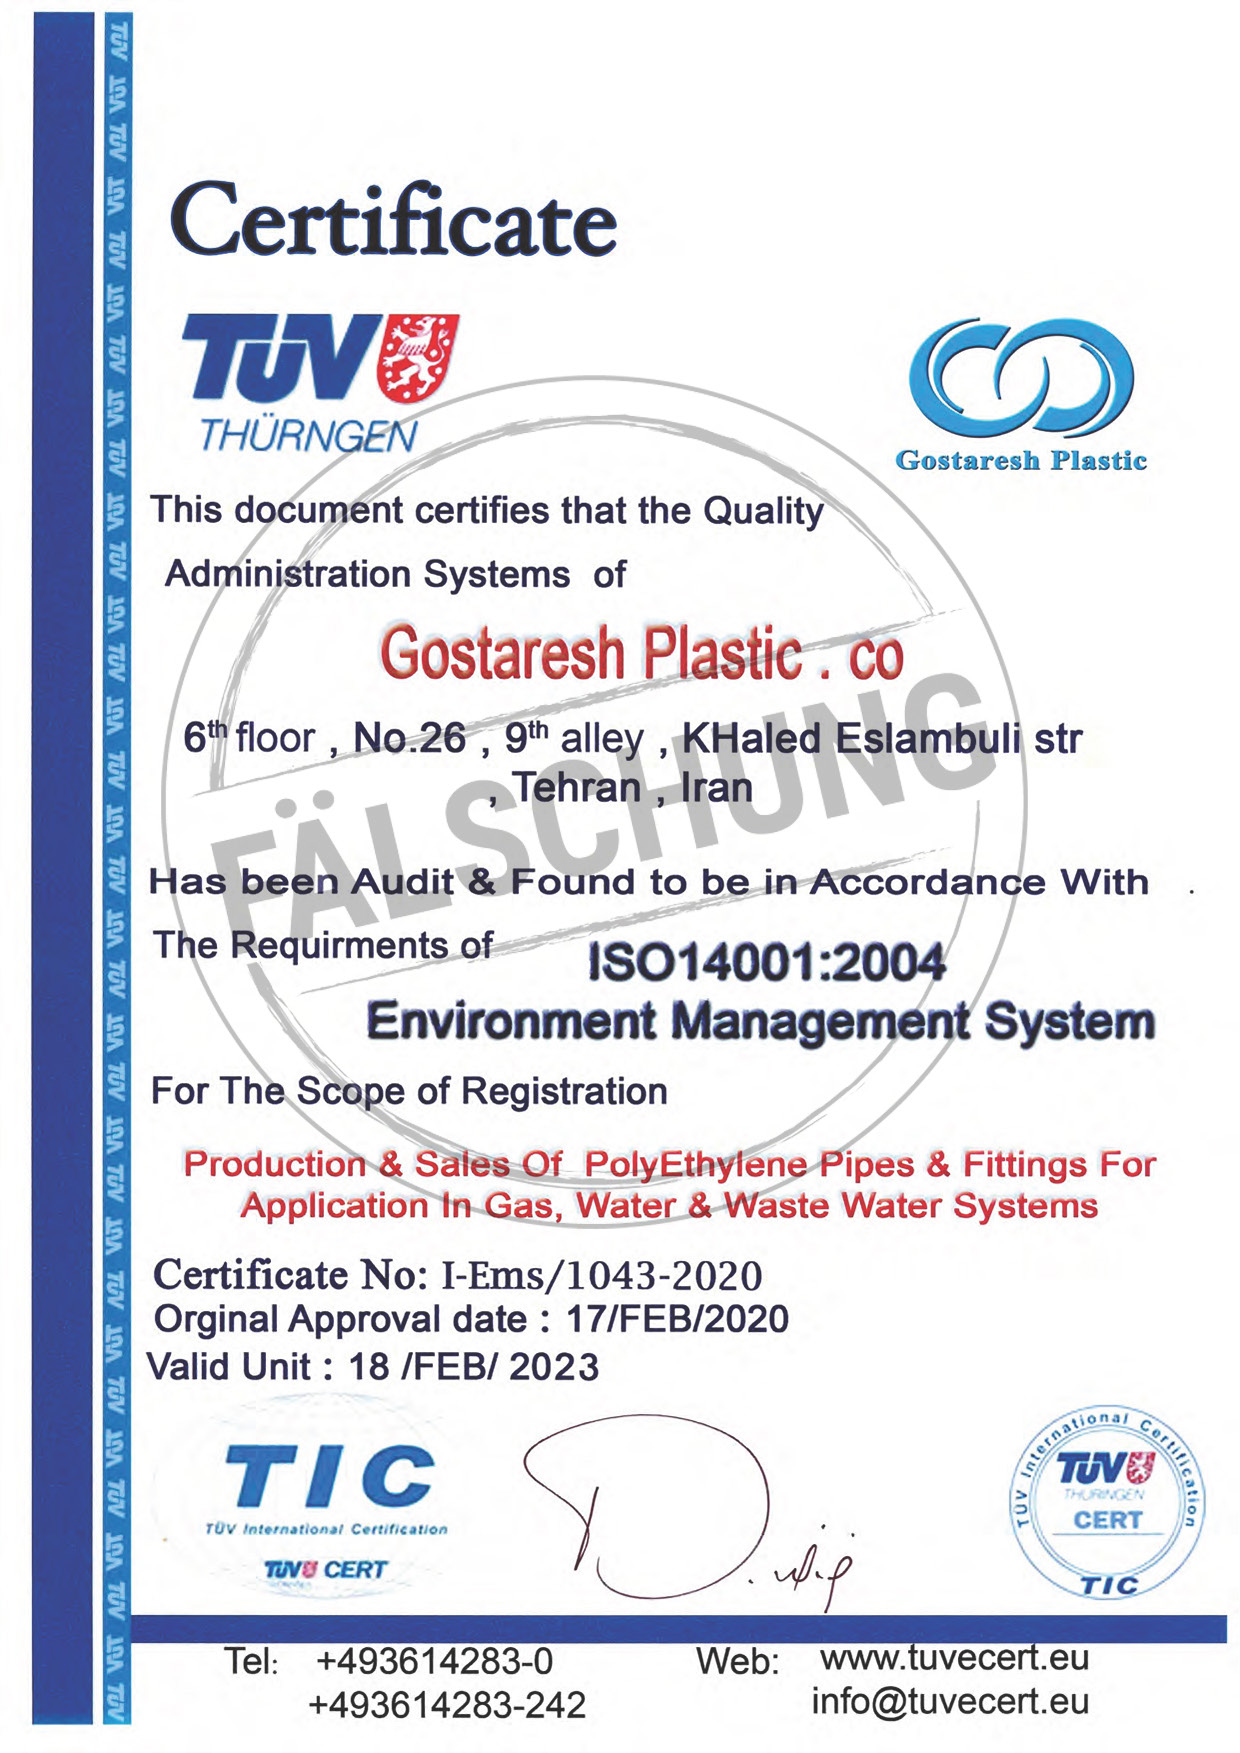 Certificate
TÜV
THÜRNGEN
Gostaresh Plastic
This document certifies that the Quality
Administration Systems of
Gostaresh Plastic . co
6th floor , No.26 , 9th alley , KHaled Eslambuli str
, Tehran , Iran
FÄLSCHUNG
Has been Audit & Found to be in Accordance With .
The Requirments of
ISO14001:2004
Environment Management System
For The Scope of Registration
Production & Sales Of PolyEthylene Pipes & Fittings For
Application In Gas, Water & Waste Water Systems
Certificate No: I-Ems/1043-2020
Orginal Approval date : 17/FEB/2020
Valid Unit : 18 /FEB/ 2023
TIC
TÜV International Certification
TÜV CERT
TÜV International Certification
TÜV
THURINGEN
CERT
TIC
Tel: +493614283-0
+493614283-242
Web: www.tuvecert.eu
info@tuvecert.eu
TÜV TÜV TÜV TÜV TÜV TÜV TÜV TÜV TÜV TÜV TÜV TÜV TÜV TÜV TÜV TÜV TÜV TÜV TÜV TÜV TÜV TÜV TÜV TÜV TÜV TÜV TÜV TÜV TÜV TÜV TÜV TÜV TÜV